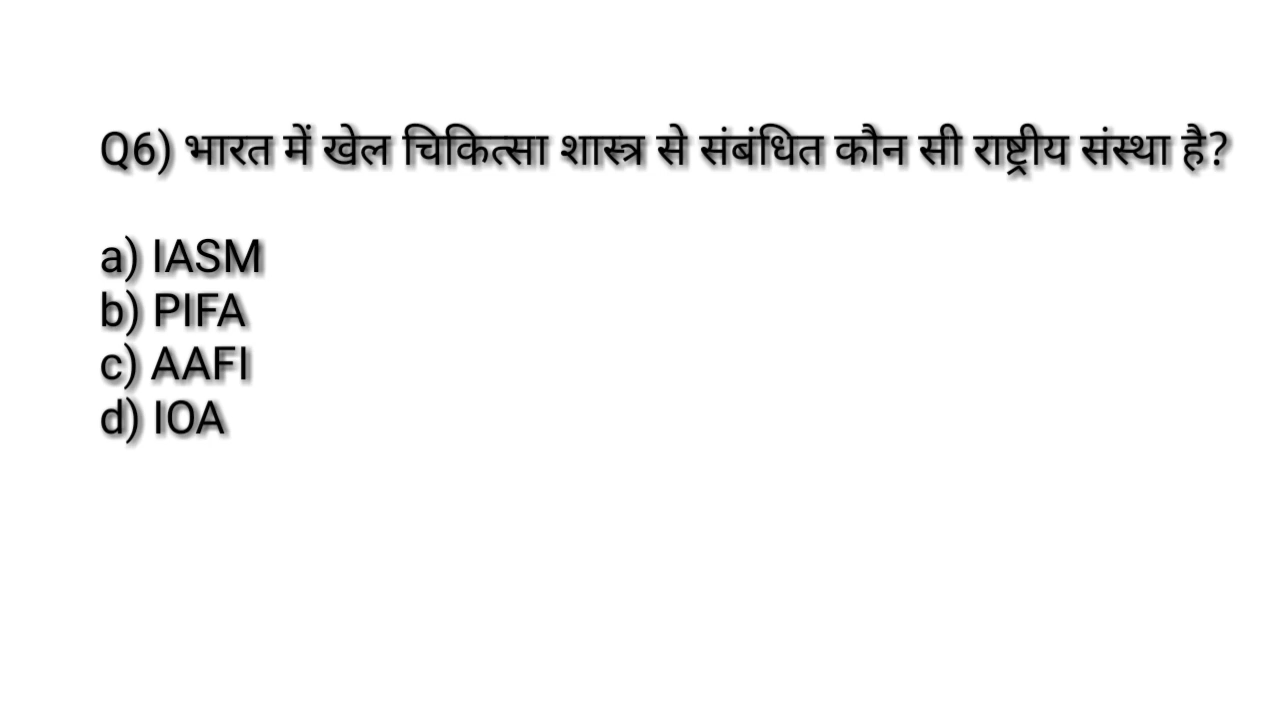 Q6) भारत में खेल चिकित्सा शास्त्र से संबंधित कौन सी राष्ट्रीय संस्था है?
a) IASM
b) PIFA
c) AAFI
d) IOA